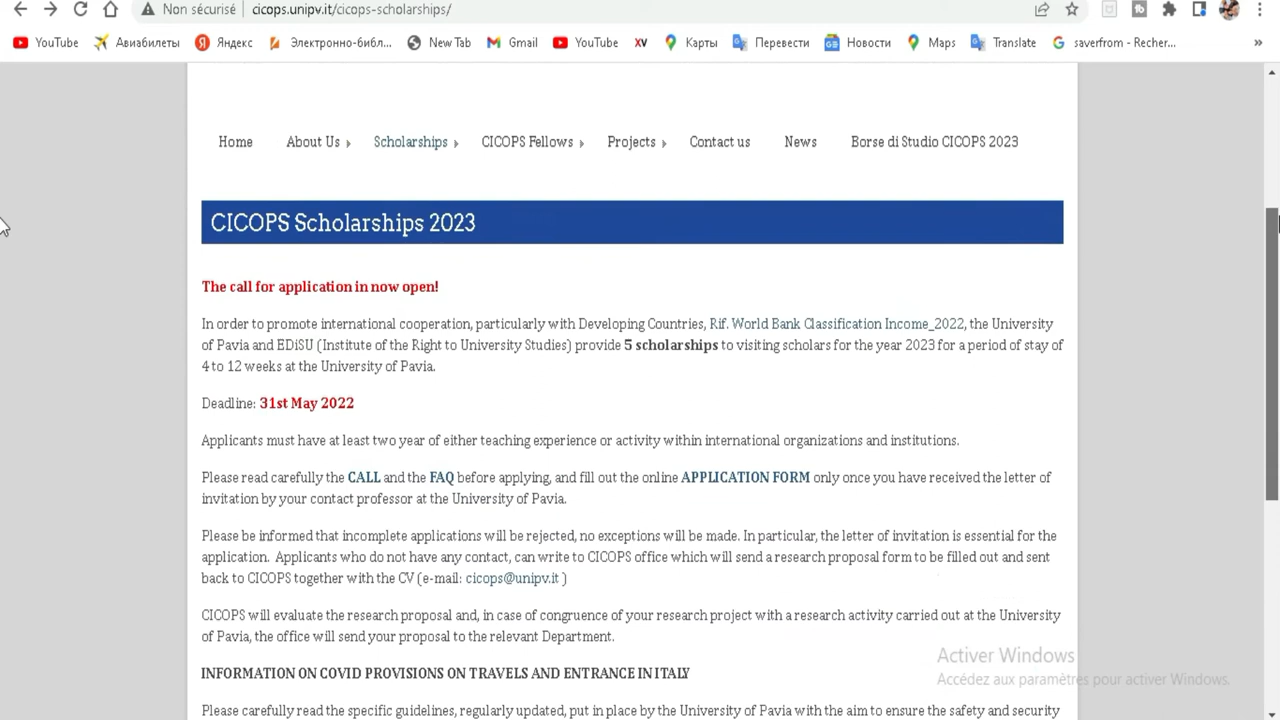 Non sécurisé cicops.unipv.it/cicops-scholarships/
YouTube Авиабилеты Яндекс Электронно-библ... New Tab Gmail YouTube XV Карты Перевести Новости Maps Translate saverfrom - Recher... »
Home About Us Scholarships CICOPS Fellows Projects Contact us News Borse di Studio CICOPS 2023
CICOPS Scholarships 2023
The call for application in now open!
In order to promote international cooperation, particularly with Developing Countries, Rif. World Bank Classification Income_2022, the University
of Pavia and EDiSU (Institute of the Right to University Studies) provide 5 scholarships to visiting scholars for the year 2023 for a period of stay of
4 to 12 weeks at the University of Pavia.
Deadline: 31st May 2022
Applicants must have at least two year of either teaching experience or activity within international organizations and institutions.
Please read carefully the CALL and the FAQ before applying, and fill out the online APPLICATION FORM only once you have received the letter of
invitation by your contact professor at the University of Pavia.
Please be informed that incomplete applications will be rejected, no exceptions will be made. In particular, the letter of invitation is essential for the
application. Applicants who do not have any contact, can write to CICOPS office which will send a research proposal form to be filled out and sent
back to CICOPS together with the CV (e-mail: cicops@unipv.it )
CICOPS will evaluate the research proposal and, in case of congruence of your research project with a research activity carried out at the University
of Pavia, the office will send your proposal to the relevant Department.
Activer Windows
Accédez aux paramètres pour activer Windows.
INFORMATION ON COVID PROVISIONS ON TRAVELS AND ENTRANCE IN ITALY
Please carefully read the specific guidelines, regularly updated, put in place by the University of Pavia with the aim to ensure the safety and security